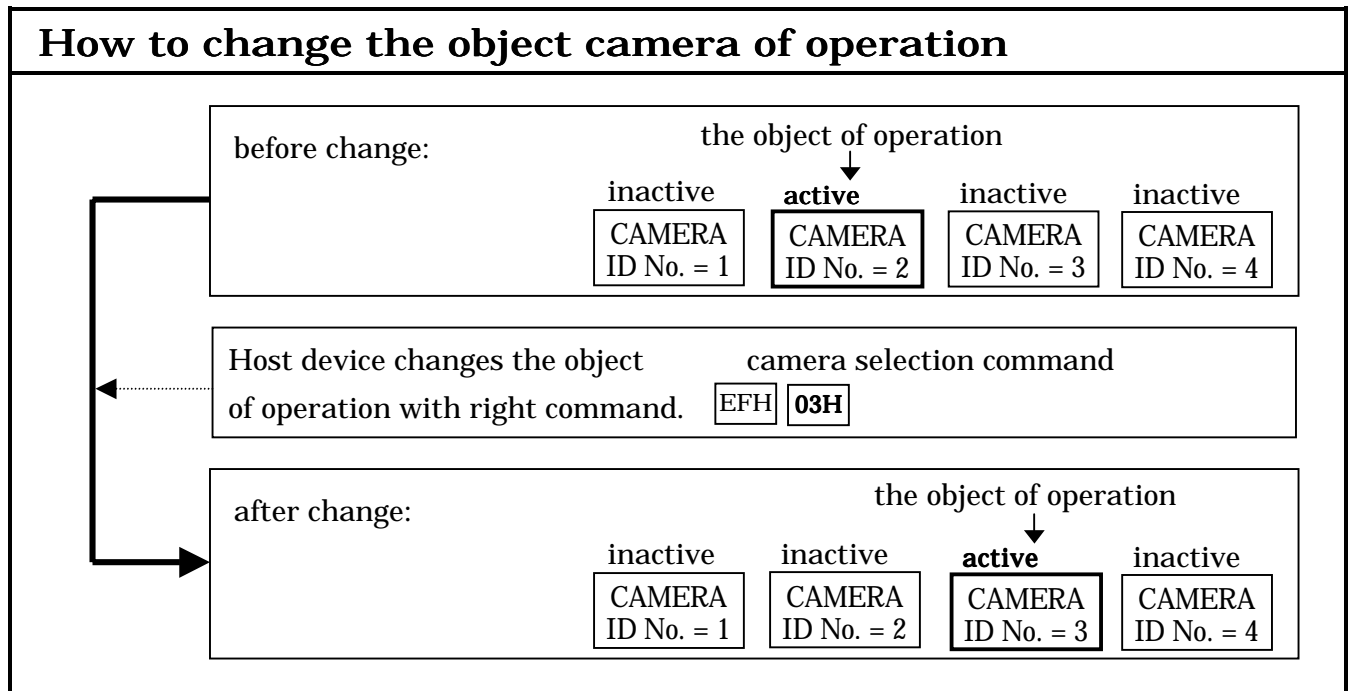 How to change the object camera of operation
before change:
the object of operation
inactive active inactive inactive
CAMERA CAMERA CAMERA CAMERA
ID No. = 1 ID No. = 2 ID No. = 3 ID No. = 4
Host device changes the object camera selection command
of operation with right command. EFH 03H
the object of operation
after change:
inactive inactive active inactive
CAMERA CAMERA CAMERA CAMERA
ID No. = 1 ID No. = 2 ID No. = 3 ID No. = 4